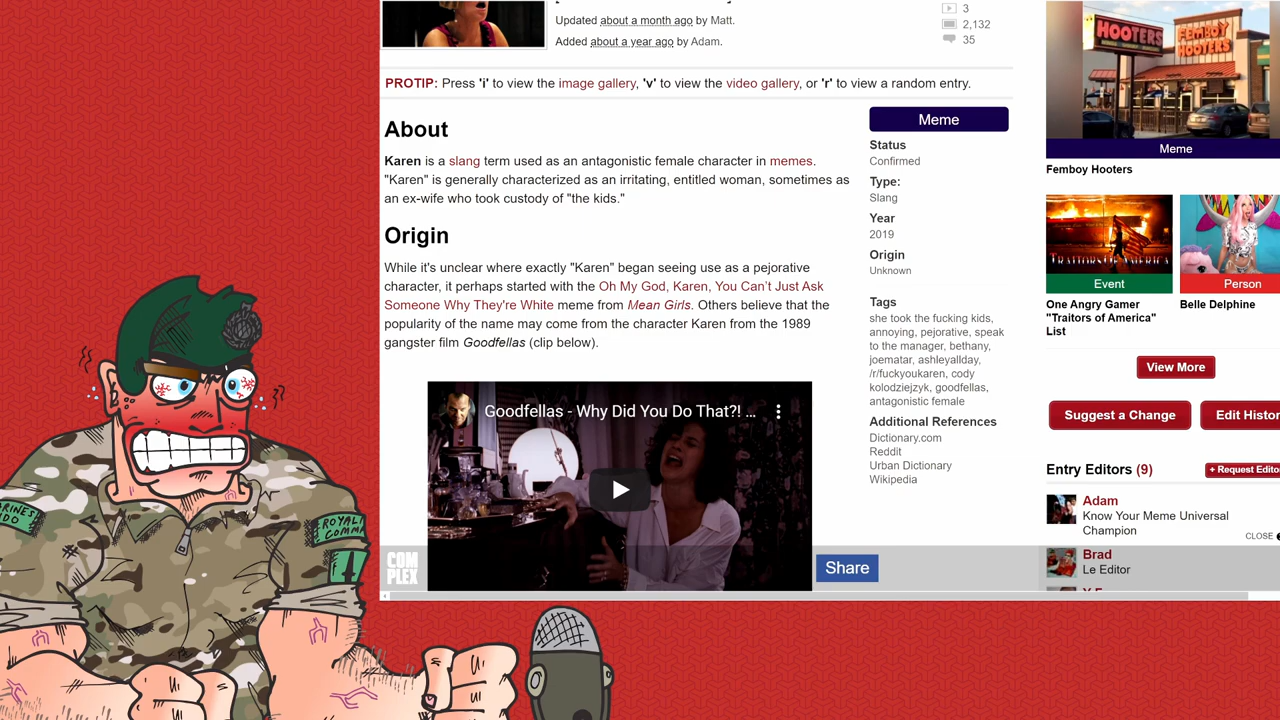 3
Updated about a month ago by Matt.
2,132
Added about a year ago by Adam.
35
PROTIP: Press 'i' to view the image gallery, 'v' to view the video gallery, or 'r' to view a random entry.
About
Karen is a slang term used as an antagonistic female character in memes.
"Karen" is generally characterized as an irritating, entitled woman, sometimes as
an ex-wife who took custody of "the kids."
Origin
While it's unclear where exactly "Karen" began seeing use as a pejorative
character, it perhaps started with the Oh My God, Karen, You Can't Just Ask
Someone Why They're White meme from Mean Girls. Others believe that the
popularity of the name may come from the character Karen from the 1989
gangster film Goodfellas (clip below).
Goodfellas - Why Did You Do That?! ...
COM
PLEX
Share
Meme
Status
Confirmed
Type:
Slang
Year
2019
Origin
Unknown
Tags
she took the fucking kids,
annoying, pejorative, speak
to the manager, bethany,
joematar, ashleyallday,
/r/fuckyoukaren, cody
kolodziejzyk, goodfellas,
antagonistic female
Additional References
Dictionary.com
Reddit
Urban Dictionary
Wikipedia
HOOTERS
FEMBOY
HOOTERS
Meme
Femboy Hooters
TRAITORS OF AMERICA
Event
One Angry Gamer
"Traitors of America"
List
Person
Belle Delphine
View More
Suggest a Change
Edit Histor
Entry Editors (9)
+ Request Edito
Adam
Know Your Meme Universal
Champion
CLOSE
Brad
Le Editor
ROYAL
COMMA